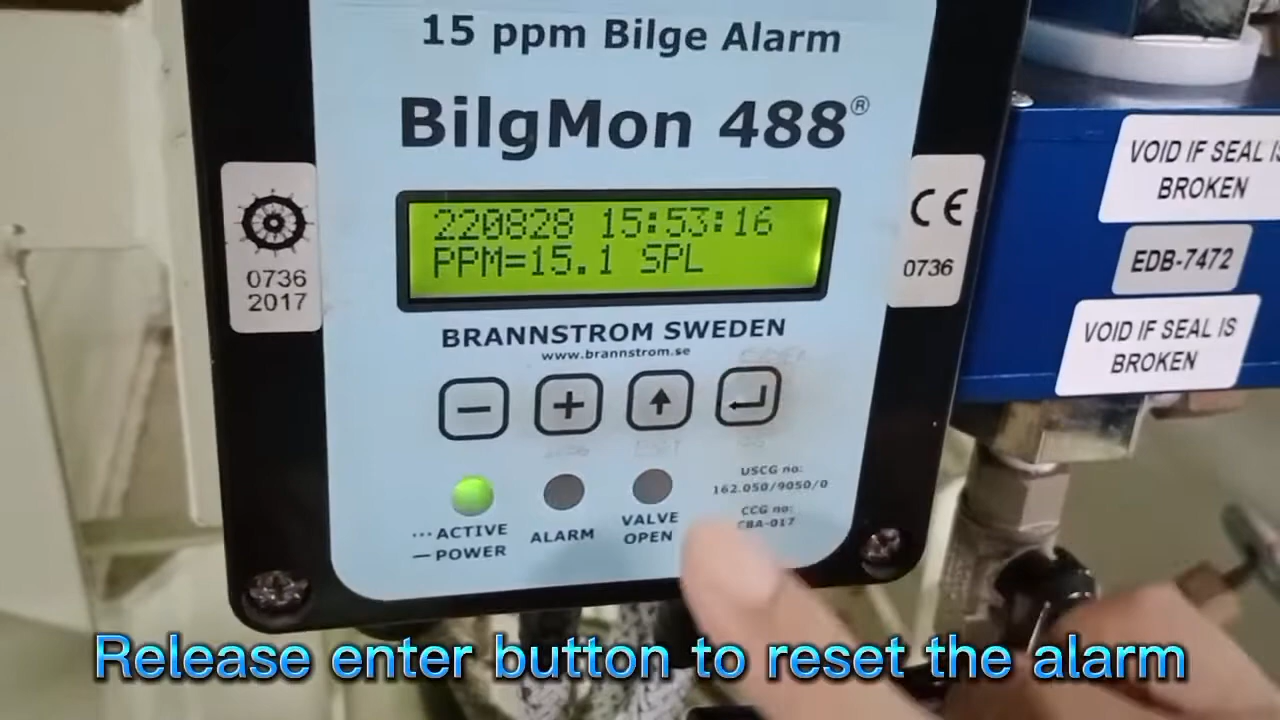 15 ppm Bilge Alarm
BilgMon 488®
220828 15:53:16
PPM=15.1 SPL
0736
2017
CE
0736
BRANNSTROM SWEDEN
www.brannstrom.se
USCG no:
162.050/9050/0
CCG no:
CBA-017
··· ACTIVE
— POWER
ALARM
VALVE
OPEN
VOID IF SEAL IS
BROKEN
EDB-7472
VOID IF SEAL IS
BROKEN
Release enter button to reset the alarm